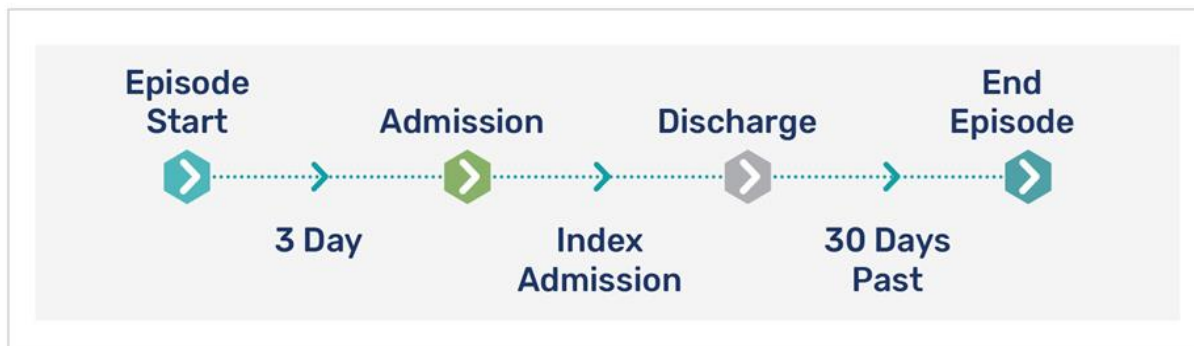 Episode
Start
Admission
Discharge
End
Episode
3 Day
Index
Admission
30 Days
Past